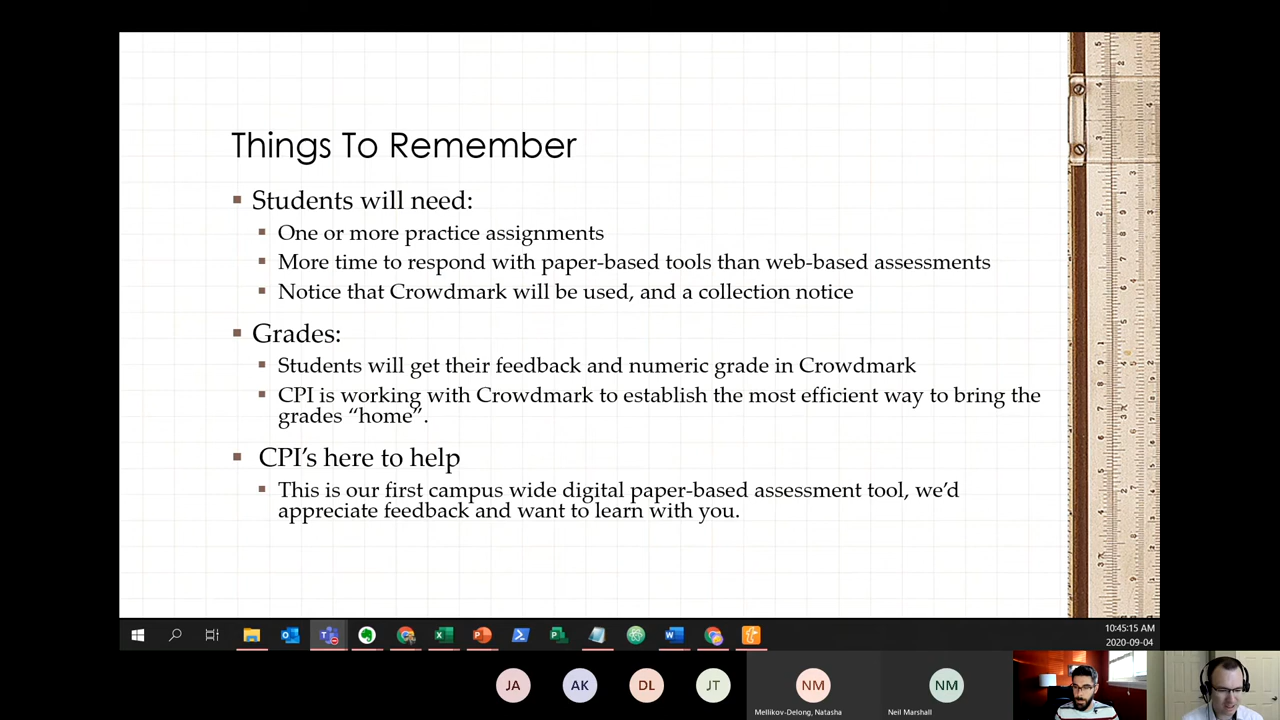 Things To Remember
Students will need:
One or more practice assignments
More time to respond with paper-based tools than web-based assessments
Notice that Crowdmark will be used, and a collection notice
Grades:
Students will get their feedback and numeric grade in Crowdmark
CPI is working with Crowdmark to establish the most efficient way to bring the
grades “home”
CPI’s here to help
This is our first campus wide digital paper-based assessment tool, we’d
appreciate feedback and want to learn with you.
10:45:15 AM
2020-09-04
JA
AK
DL
JT
NM
NM
Mellikov-Delong, Natasha
Neil Marshall